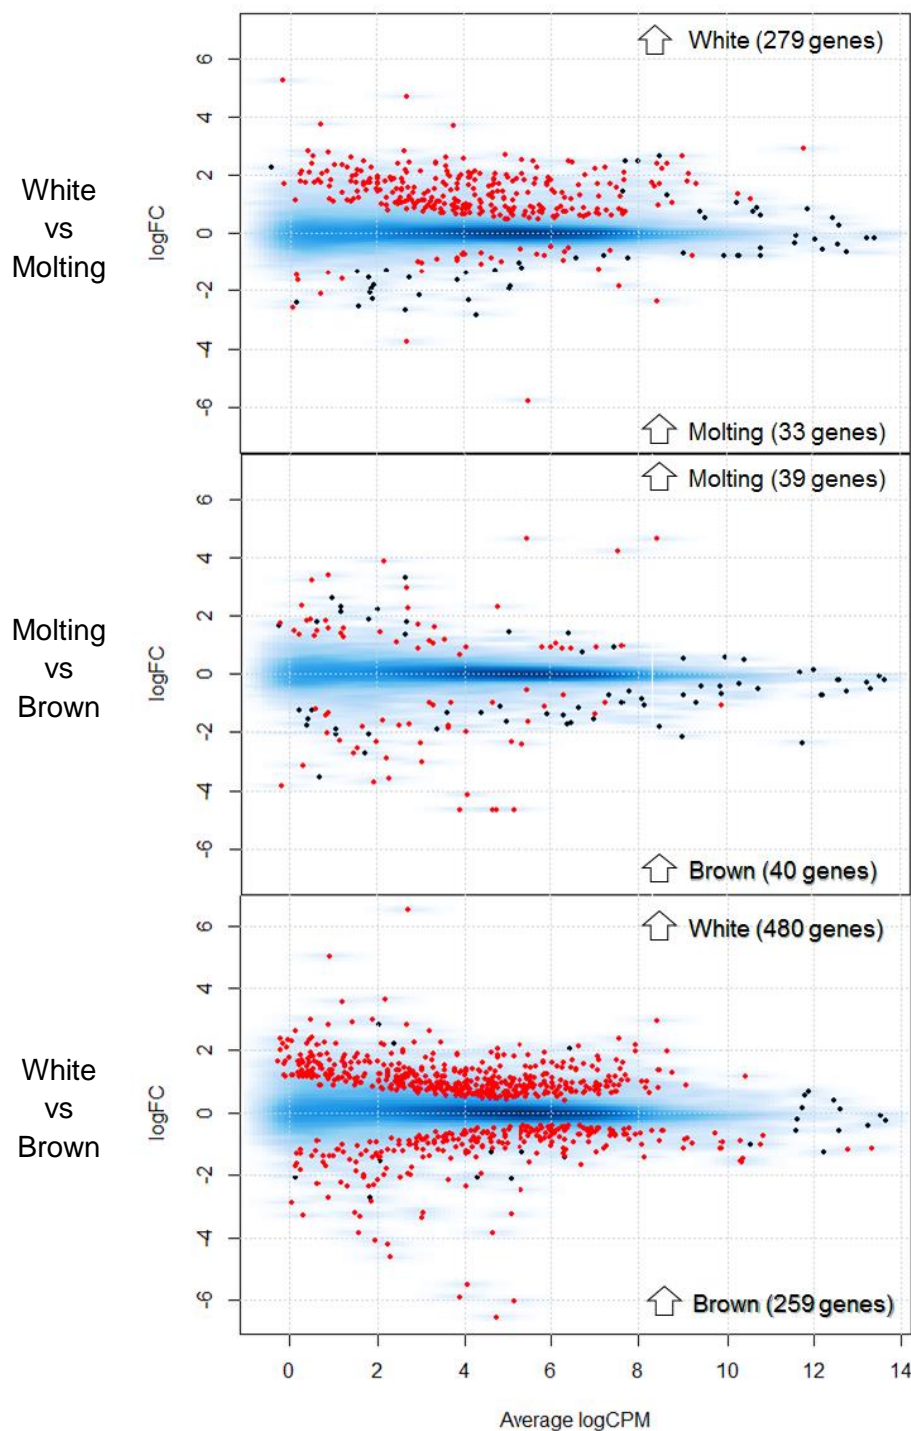 White
vs
Molting
logFC
6
4
2
0
-2
-4
-6
White (279 genes)
Molting (33 genes)
Molting
vs
Brown
logFC
6
4
2
0
-2
-4
-6
Molting (39 genes)
Brown (40 genes)
White
vs
Brown
logFC
6
4
2
0
-2
-4
-6
White (480 genes)
Brown (259 genes)
0 2 4 6 8 10 12 14
Average logCPM